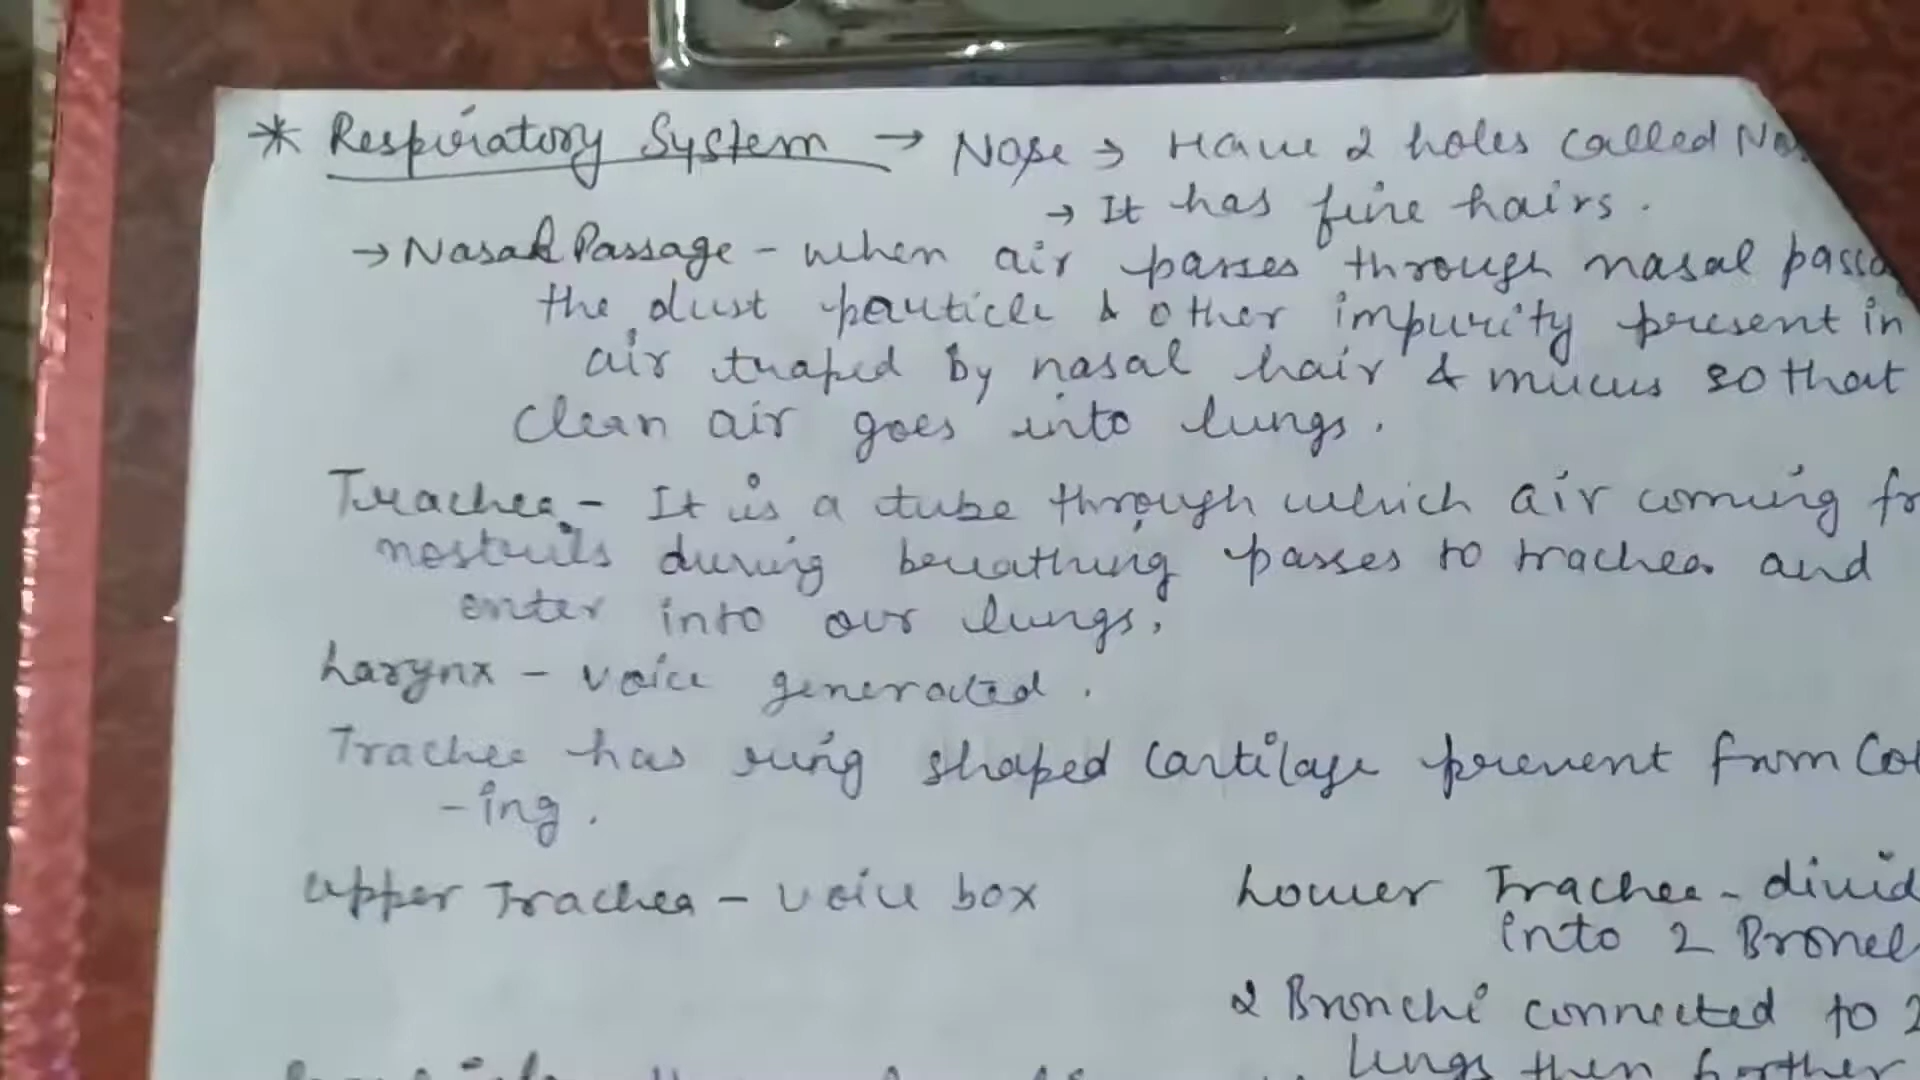 * Respiratory System → Nose → Have 2 holes called
→ It has fine hairs.
→ Nasal Passage - when air passes through nasal
the dust particle & other impurity present in
air traped by nasal hair & mucus so that
clean air goes into lungs.
Trachea - It is a tube through which air coming
nostrils during breathing passes to trachea and
enter into our lungs.
Larynx - voice generated.
Trachea has ring shaped cartilage prevent from
-ing.
Upper Trachea - voice box
Lower Trachea -
into 2
2 Bronchi connected to 2
lungs then further